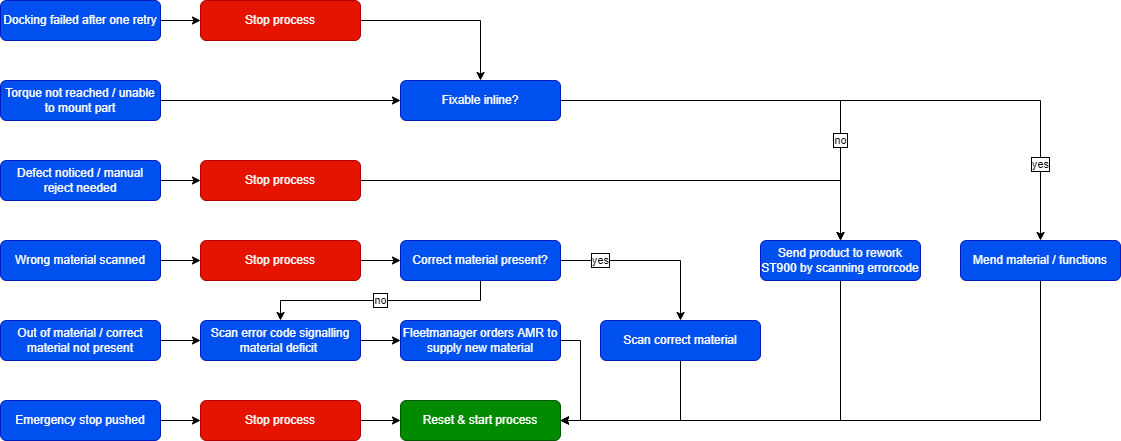 Docking failed after one retry
Stop process
Torque not reached / unable
to mount part
Fixable inline?
no
yes
Defect noticed / manual
reject needed
Stop process
Wrong material scanned
Stop process
Correct material present?
yes
Send product to rework
ST900 by scanning errorcode
Mend material / functions
no
Out of material / correct
material not present
Scan error code signalling
material deficit
Fleetmanager orders AMR to
supply new material
Scan correct material
Emergency stop pushed
Stop process
Reset & start process